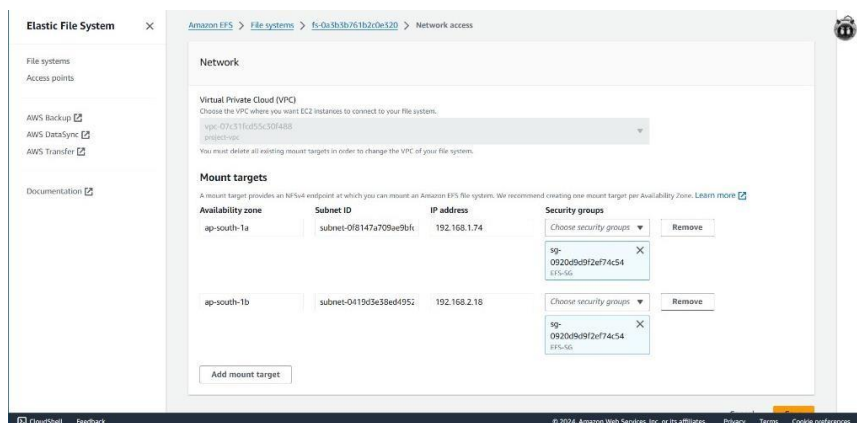 Elastic File System
Amazon EFS > File systems > fs-0a3b3b761b2c0e320 > Network access
File systems
Access points
AWS Backup
AWS DataSync
AWS Transfer
Documentation
Network
Virtual Private Cloud (VPC)
Choose the VPC where you want EC2 instances to connect to your file system.
vpc-07c31fcd55c30f488
project-vpc
You must delete all existing mount targets in order to change the VPC of your file system.
Mount targets
A mount target provides an NFSv4 endpoint at which you can mount an Amazon EFS file system. We recommend creating one mount target per Availability Zone. Learn more
Availability zone Subnet ID IP address Security groups
ap-south-1a subnet-0f8147a709ae9bfc 192.168.1.74 Choose security groups Remove
sg-
0920d9d9f2ef74c54
EFS-SG
ap-south-1b subnet-0419d3e38ed4952 192.168.2.18 Choose security groups Remove
sg-
0920d9d9f2ef74c54
EFS-SG
Add mount target
CloudShell Feedback © 2024, Amazon Web Services, Inc. or its affiliates. Privacy Terms Cookie preferences